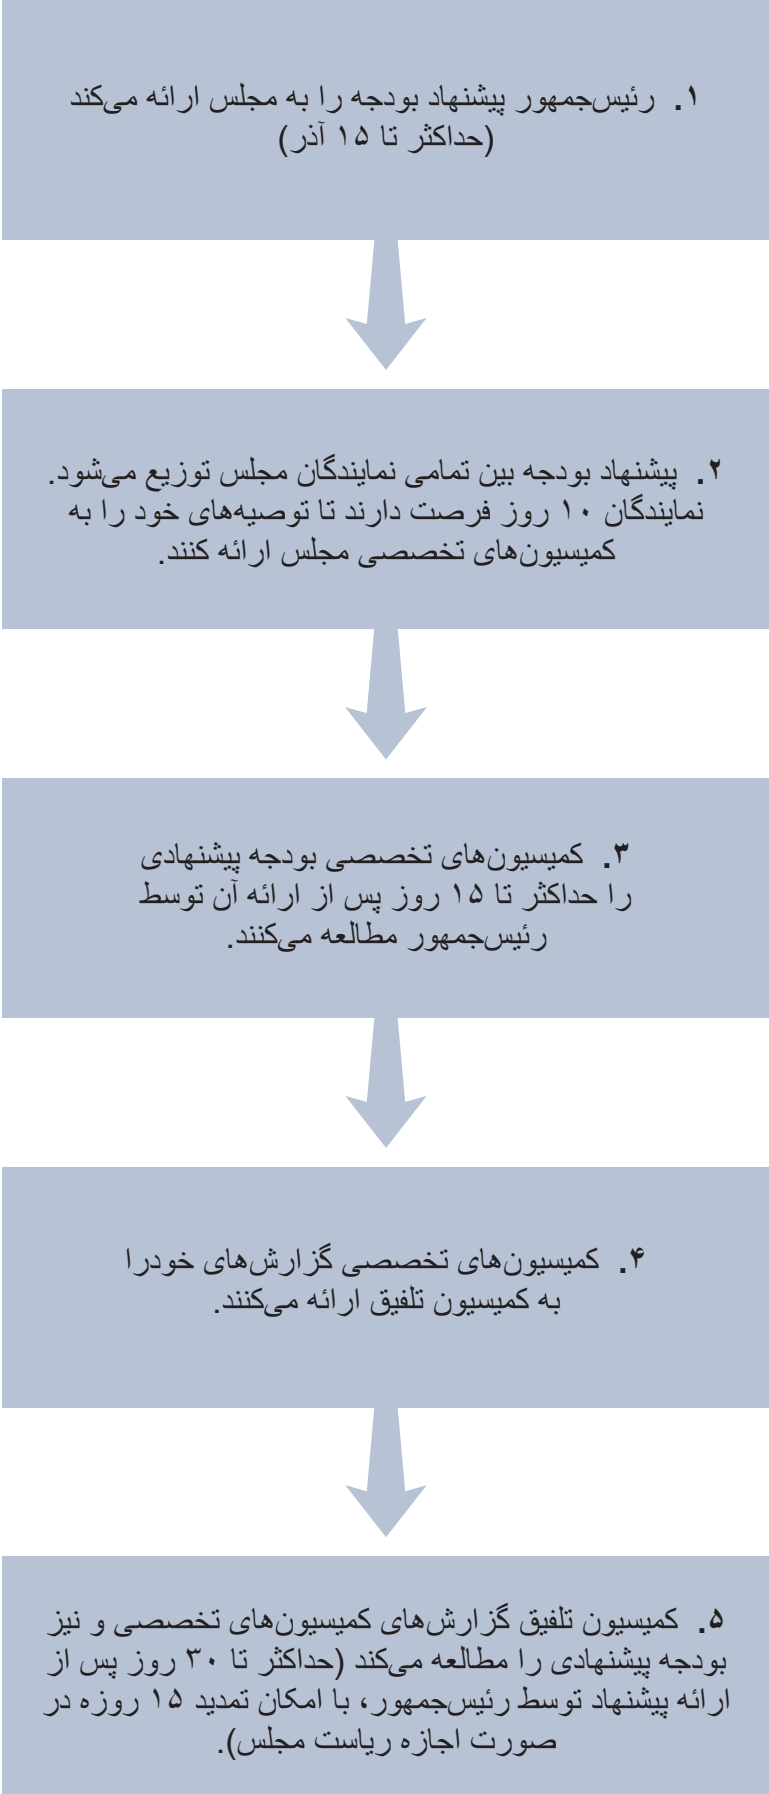 ۱. رئیس‌جمهور پیشنهاد بودجه را به مجلس ارائه می‌کند
(حداکثر تا ۱۵ آذر)
۲. پیشنهاد بودجه بین تمامی نمایندگان مجلس توزیع می‌شود.
نمایندگان ۱۰ روز فرصت دارند تا توصیه‌های خود را به
کمیسیون‌های تخصصی مجلس ارائه کنند.
۳. کمیسیون‌های تخصصی بودجه پیشنهادی
را حداکثر تا ۱۵ روز پس از ارائه آن توسط
رئیس‌جمهور مطالعه می‌کنند.
۴. کمیسیون‌های تخصصی گزارش‌های خودرا
به کمیسیون تلفیق ارائه می‌کنند.
۵. کمیسیون تلفیق گزارش‌های کمیسیون‌های تخصصی و نیز
بودجه پیشنهادی را مطالعه می‌کند (حداکثر تا ۳۰ روز پس از
ارائه پیشنهاد توسط رئیس‌جمهور، با امکان تمدید ۱۵ روزه در
صورت اجازه ریاست مجلس).